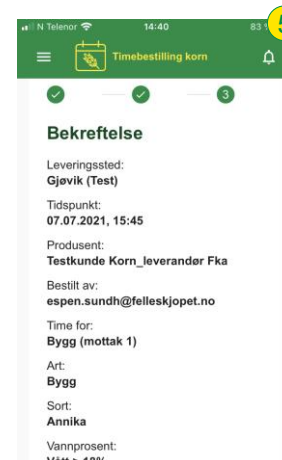 N Telenor 14:40 83
5
Timebestilling korn
3
Bekreftelse
Leveringssted:
Gjøvik (Test)
Tidspunkt:
07.07.2021, 15:45
Produsent:
Testkunde Korn_leverandør Fka
Bestilt av:
espen.sundh@felleskjopet.no
Time for:
Bygg (mottak 1)
Art:
Bygg
Sort:
Annika
Vannprosent: